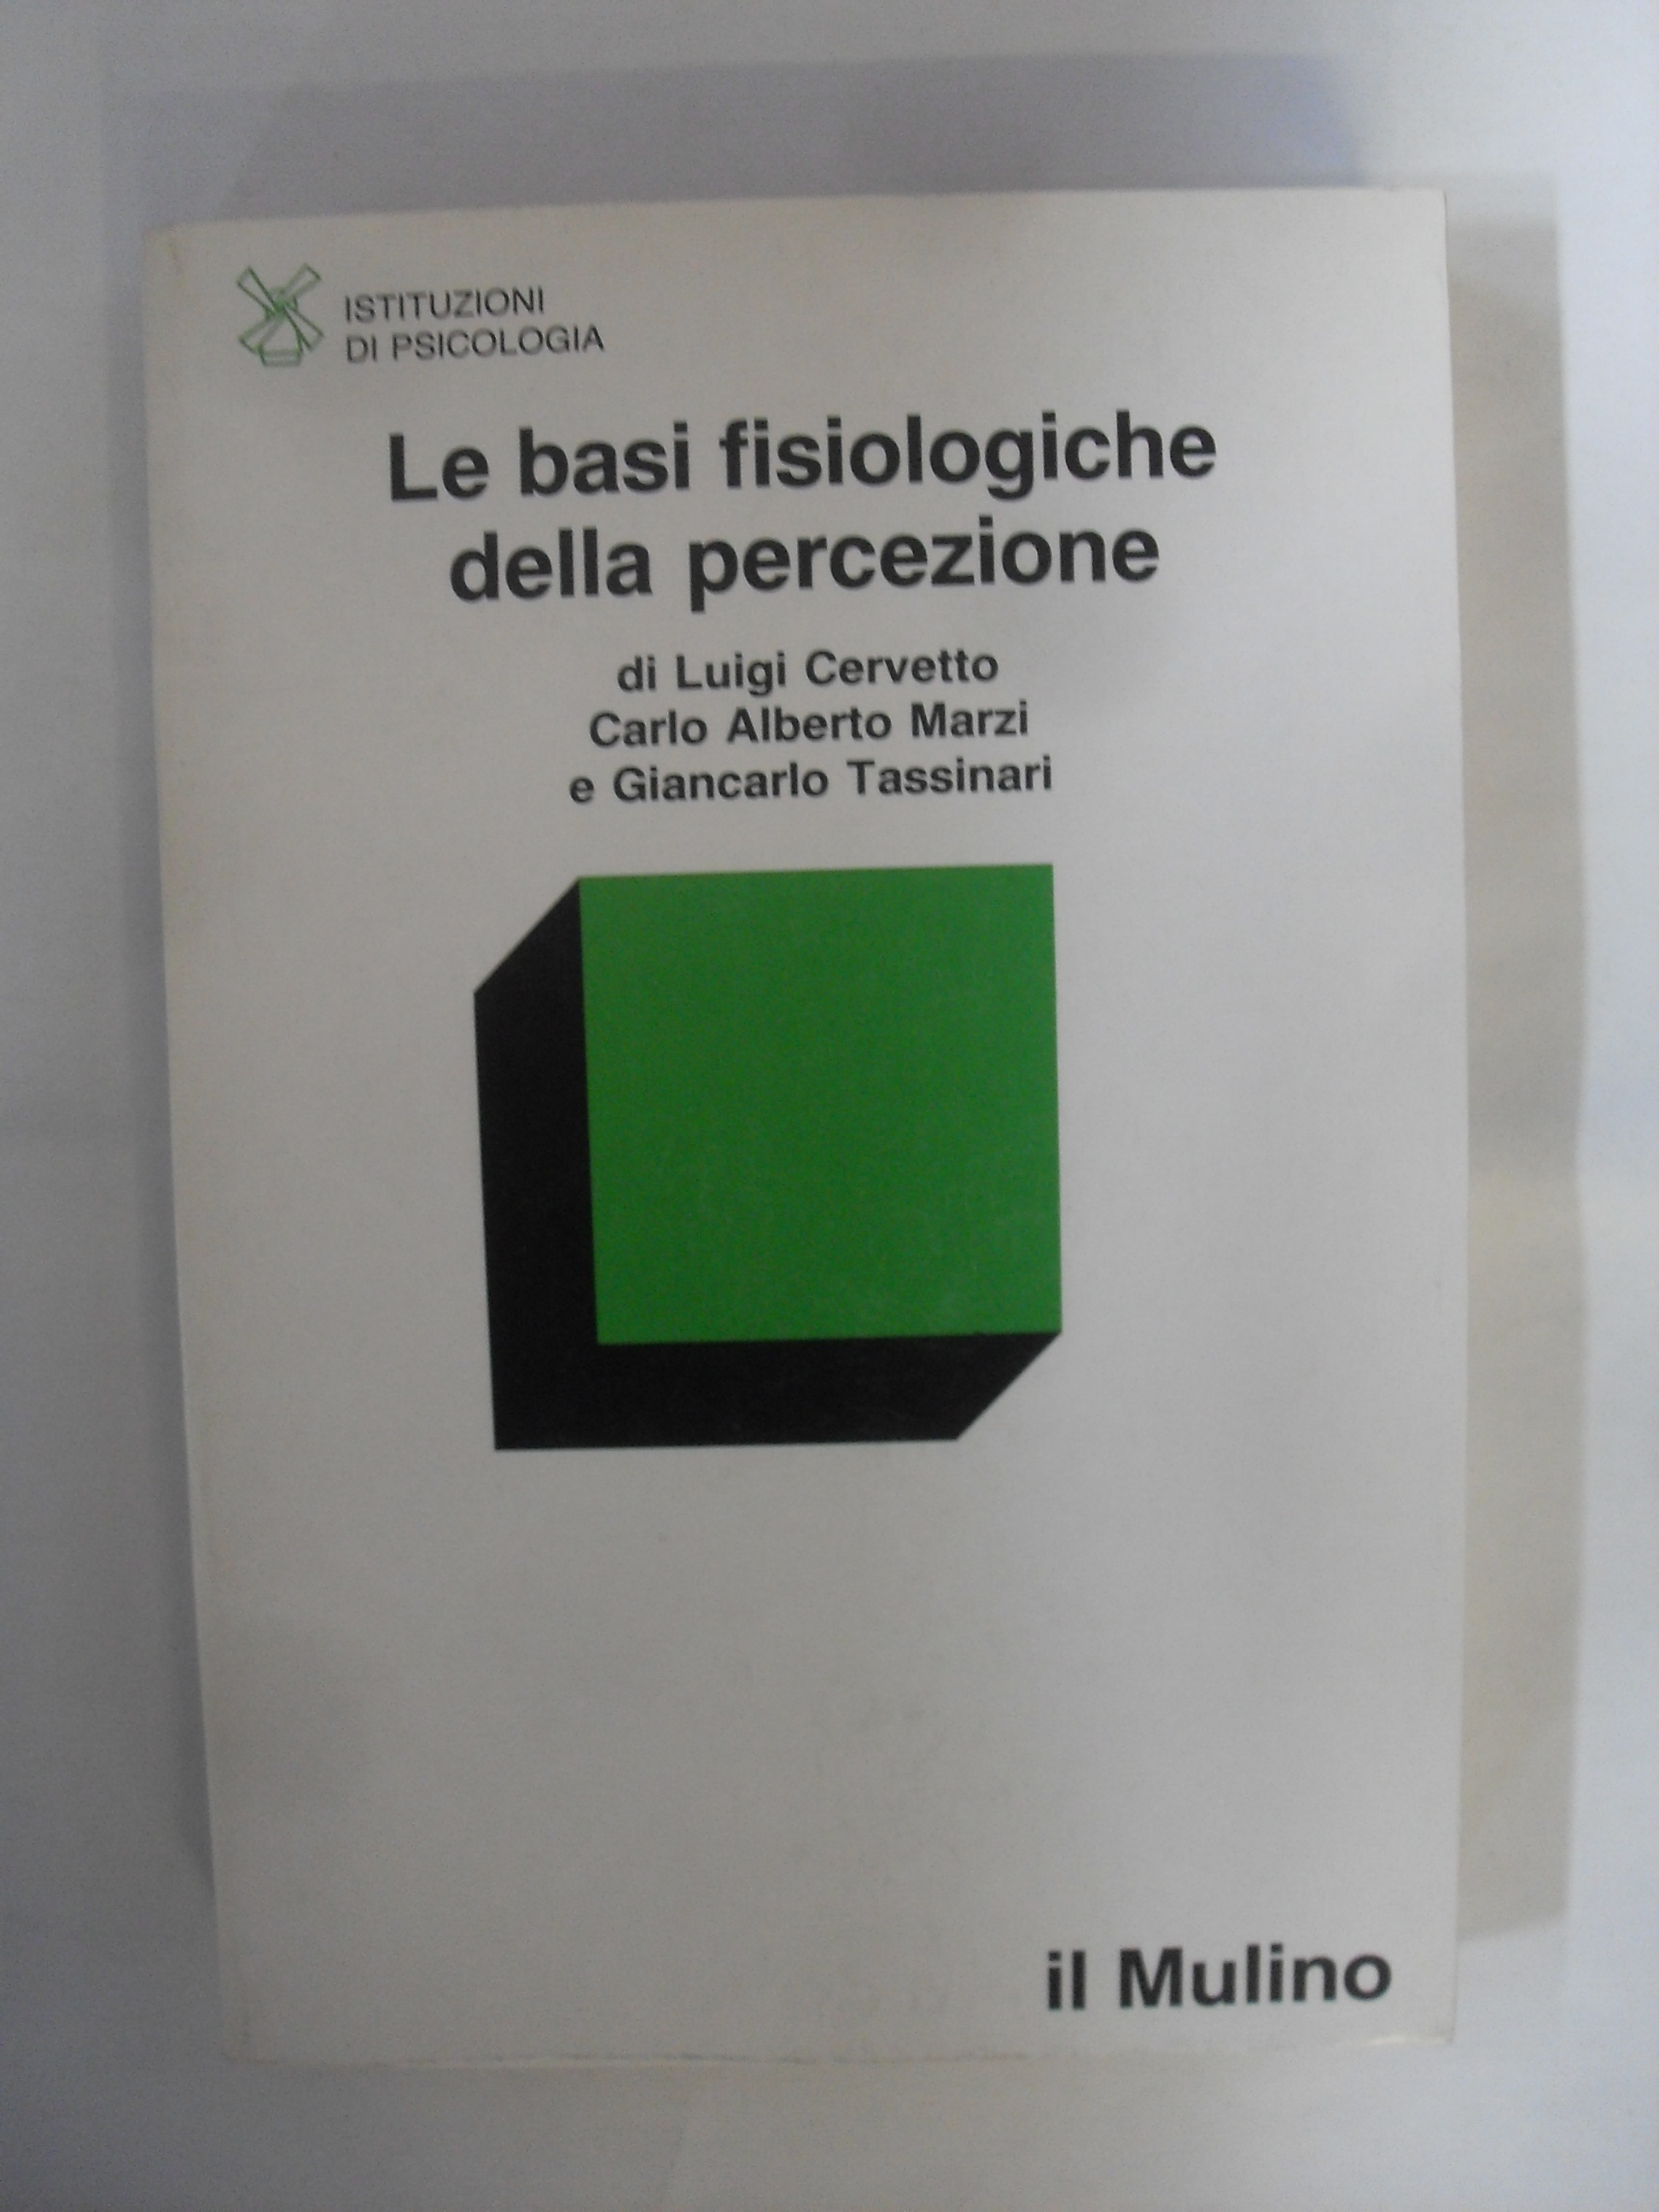 ISTITUZIONI
DI PSICOLOGIA
Le basi fisiologiche
della percezione
di Luigi Cervetto
Carlo Alberto Marzi
e Giancarlo Tassinari
il Mulino